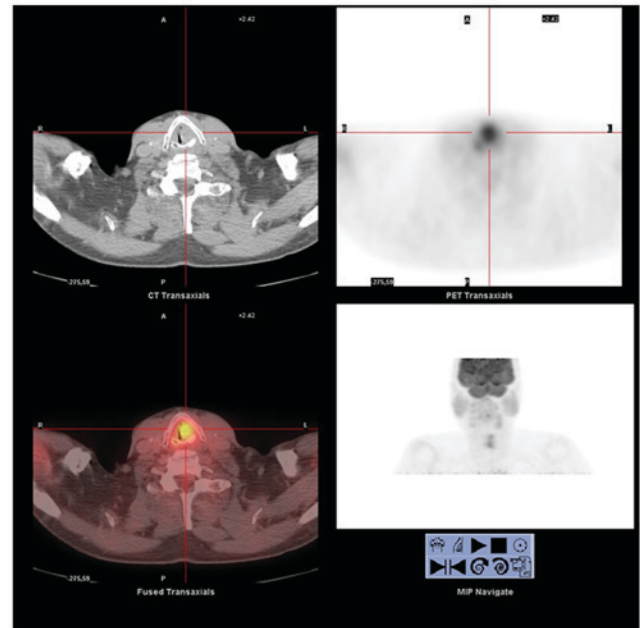 A
×2.42
R
L
-275,59
P
CT Transaxials
A
×2.42
-275,59
PET Transaxials
A
×2.42
R
L
-275,59
P
Fused Transaxials
MIP Navigate